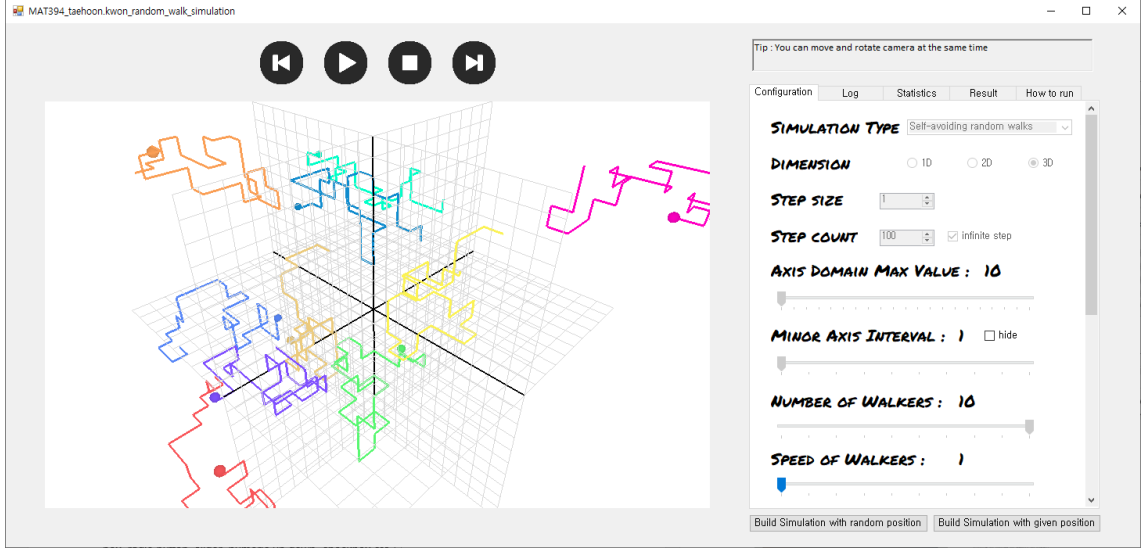 MAT394_taehoon.kwon_random_walk_simulation
Tip : You can move and rotate camera at the same time
Configuration Log Statistics Result How to run
SIMULATION TYPE Self-avoiding random walks
DIMENSION 1D 2D 3D
STEP SIZE 1
STEP COUNT 100 infinite step
AXIS DOMAIN MAX VALUE : 10
MINOR AXIS INTERVAL : 1 hide
NUMBER OF WALKERS : 10
SPEED OF WALKERS : 1
Build Simulation with random position Build Simulation with given position